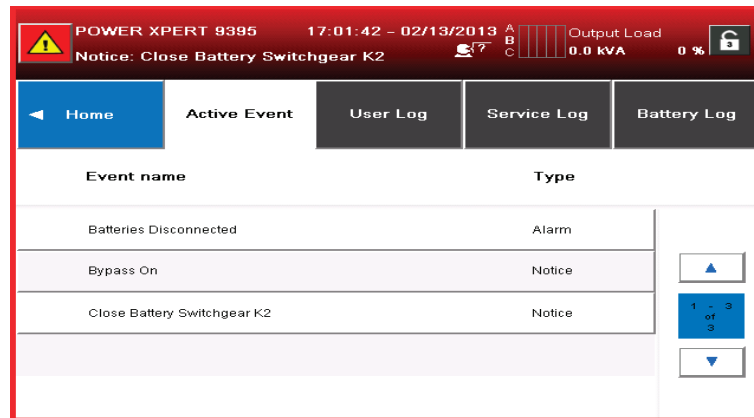 POWER XPERT 9395 17:01:42 - 02/13/2013 A B C Output Load
Notice: Close Battery Switchgear K2 ? 0.0 kVA 0 % 3
Home Active Event User Log Service Log Battery Log
Event name Type
Batteries Disconnected Alarm
Bypass On Notice
Close Battery Switchgear K2 Notice
1 - 3
of
3